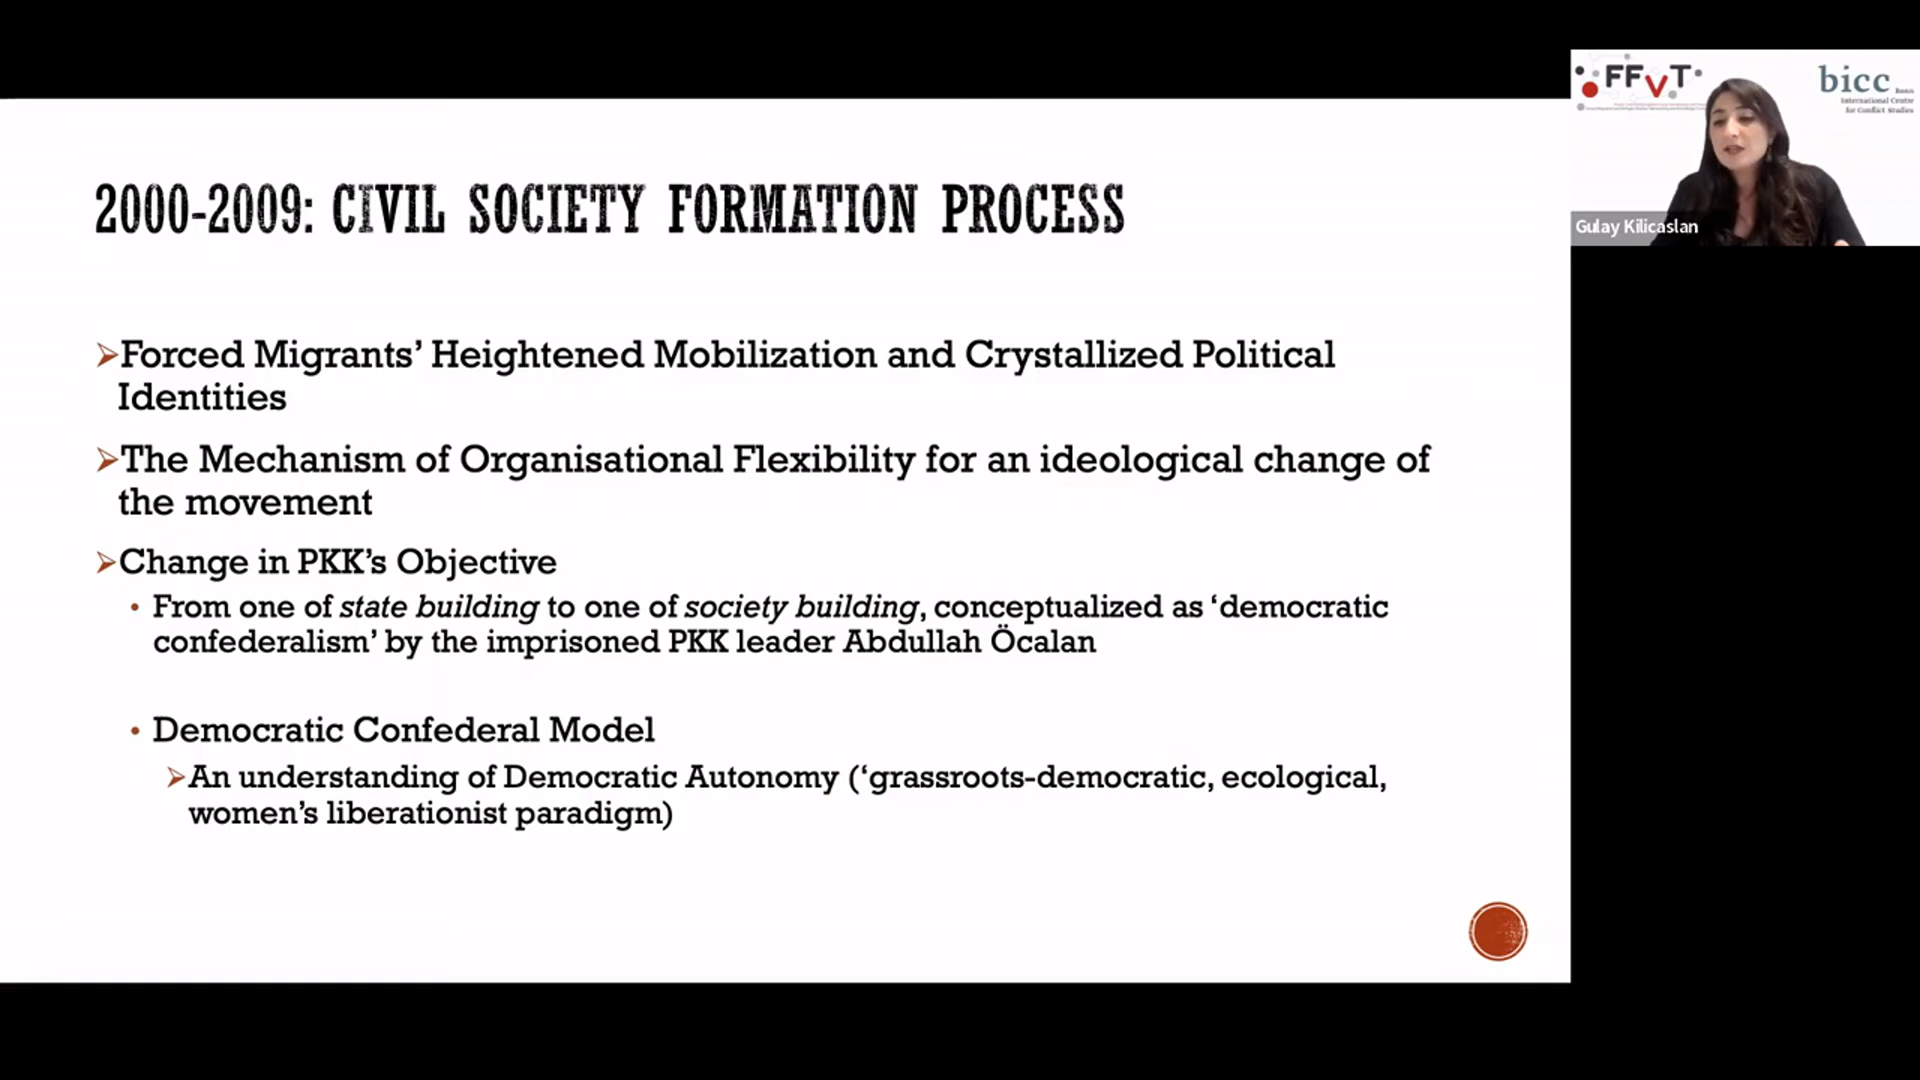 2000-2009: CIVIL SOCIETY FORMATION PROCESS
➢Forced Migrants’ Heightened Mobilization and Crystallized Political
Identities
➢The Mechanism of Organisational Flexibility for an ideological change of
the movement
➢Change in PKK’s Objective
• From one of state building to one of society building, conceptualized as ‘democratic
confederalism’ by the imprisoned PKK leader Abdullah Öcalan
• Democratic Confederal Model
➢An understanding of Democratic Autonomy (‘grassroots-democratic, ecological,
women’s liberationist paradigm)
FFVT
bicc Bonn
International Centre
for Conflict Studies
Gulay Kilicaslan